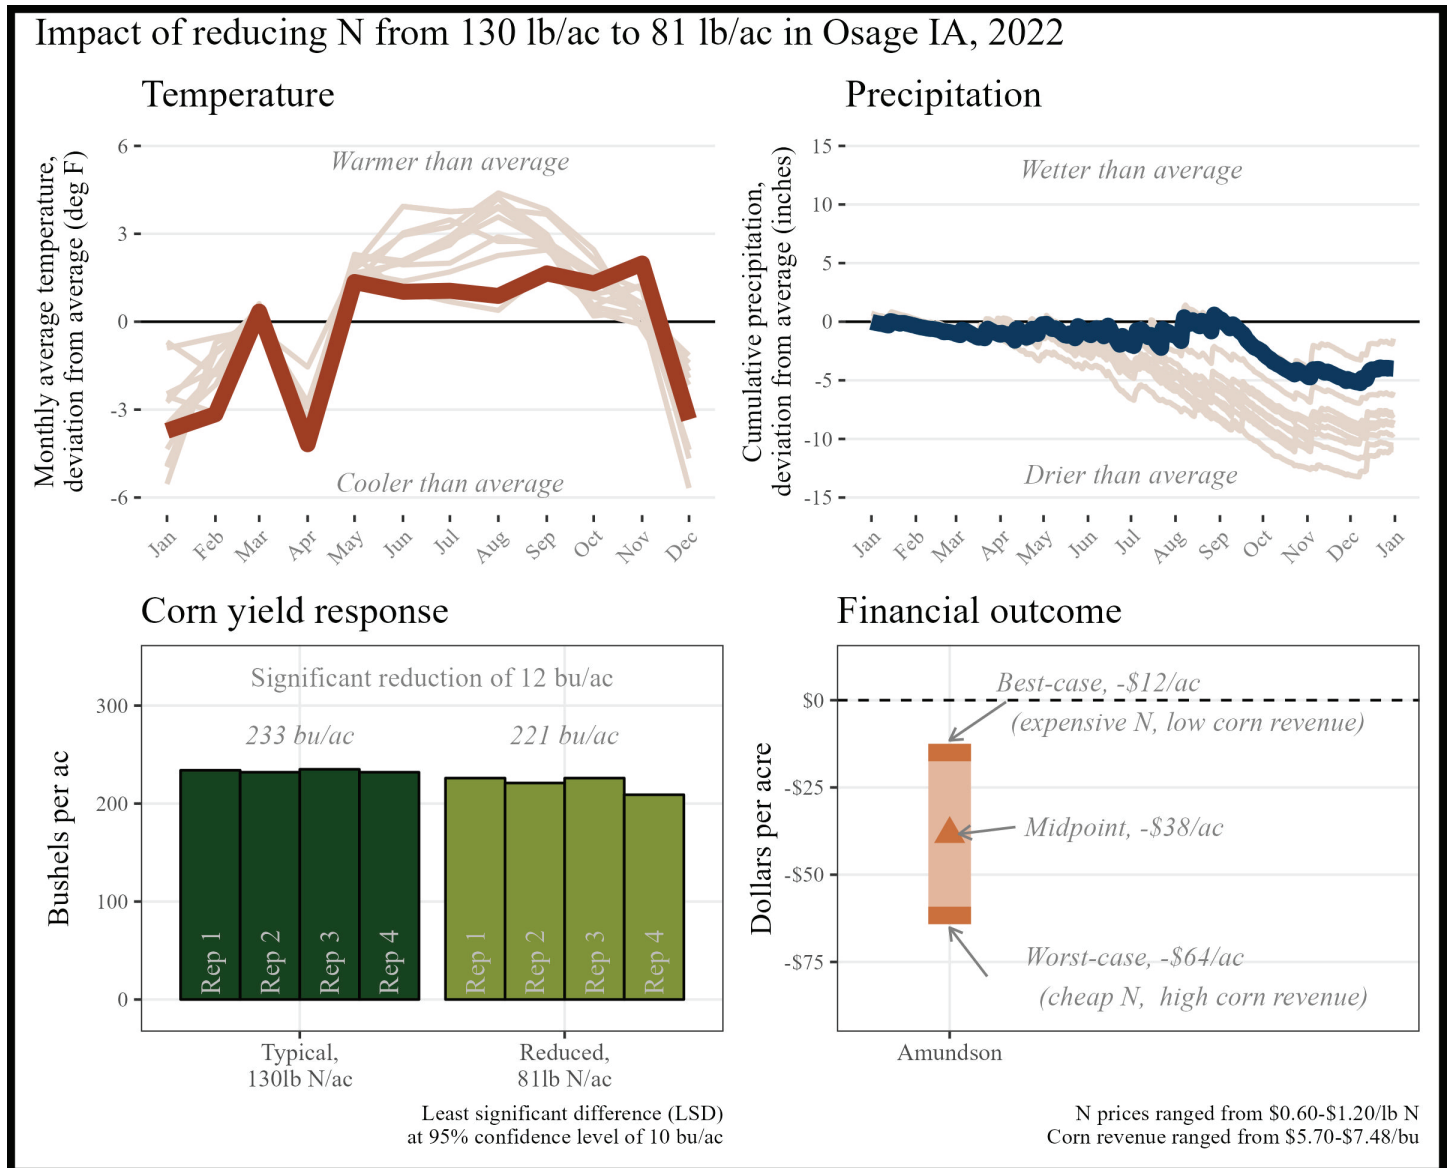 Impact of reducing N from 130 lb/ac to 81 lb/ac in Osage IA, 2022
Temperature
Monthly average temperature,
deviation from average (deg F)
6
3
0
-3
-6
Warmer than average
Cooler than average
Jan
Feb
Mar
Apr
May
Jun
Jul
Aug
Sep
Oct
Nov
Dec
Precipitation
Cumulative precipitation,
deviation from average (inches)
15
10
5
0
-5
-10
-15
Wetter than average
Drier than average
Jan
Feb
Mar
Apr
May
Jun
Jul
Aug
Sep
Oct
Nov
Dec
Jan
Corn yield response
Bushels per ac
300
200
100
0
Significant reduction of 12 bu/ac
233 bu/ac
221 bu/ac
Rep 1
Rep 2
Rep 3
Rep 4
Rep 1
Rep 2
Rep 3
Rep 4
Typical,
130lb N/ac
Reduced,
81lb N/ac
Least significant difference (LSD)
at 95% confidence level of 10 bu/ac
Financial outcome
Dollars per acre
$0
-$25
-$50
-$75
Best-case, -$12/ac
(expensive N, low corn revenue)
Midpoint, -$38/ac
Worst-case, -$64/ac
(cheap N, high corn revenue)
Amundson
N prices ranged from $0.60-$1.20/lb N
Corn revenue ranged from $5.70-$7.48/bu